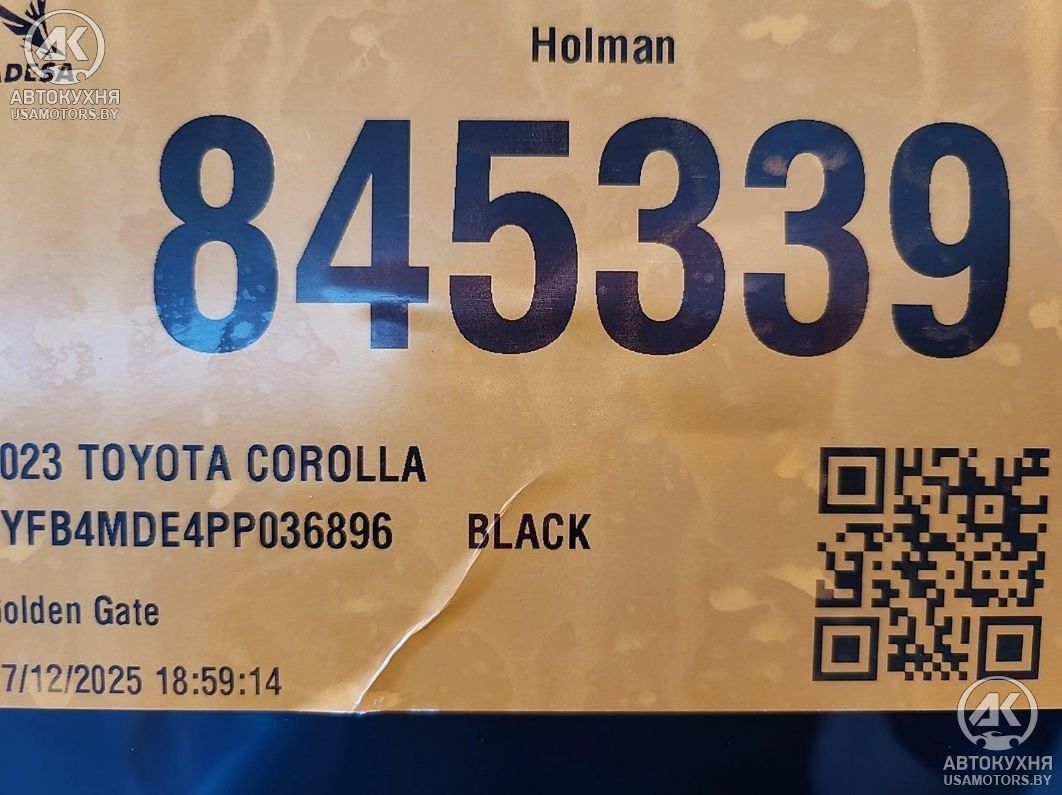 ADESA
АВТОКУХНЯ
USAMOTORS.BY
Holman
845339
023 TOYOTA COROLLA
YFB4MDE4PP036896 BLACK
olden Gate
7/12/2025 18:59:14
АК
АВТОКУХНЯ
USAMOTORS.BY